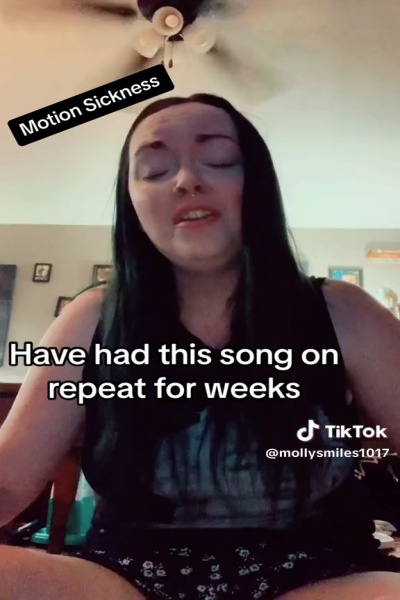 Motion Sickness
Have had this song on
repeat for weeks
TikTok
@mollysmiles1017